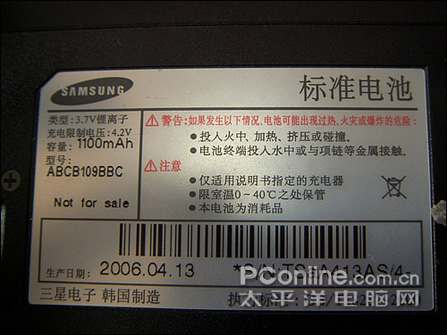 SAMSUNG
标准电池
类型: 3.7V锂离子
充电限制电压: 4.2V
容量: 1100mAh
型号:
ABCB109BBC
Not for sale
警告: 如果发生以下情况, 电池可能出现过热, 火灾或爆炸的危险:
• 投入火中, 加热, 挤压或碰撞.
• 电池终端投入水中或与项链等金属接触.
注意
• 仅适用说明书指定的充电器
• 限室温0~40℃之处保管
• 本电池为消耗品
生产日期 2006.04.13
三星电子 韩国制造
PConline.com.cn
太平洋电脑网